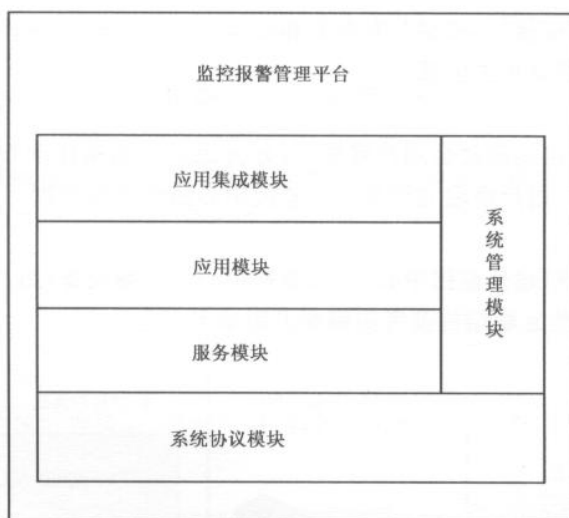 监控报警管理平台
应用集成模块
应用模块
服务模块
系统管理模块
系统协议模块